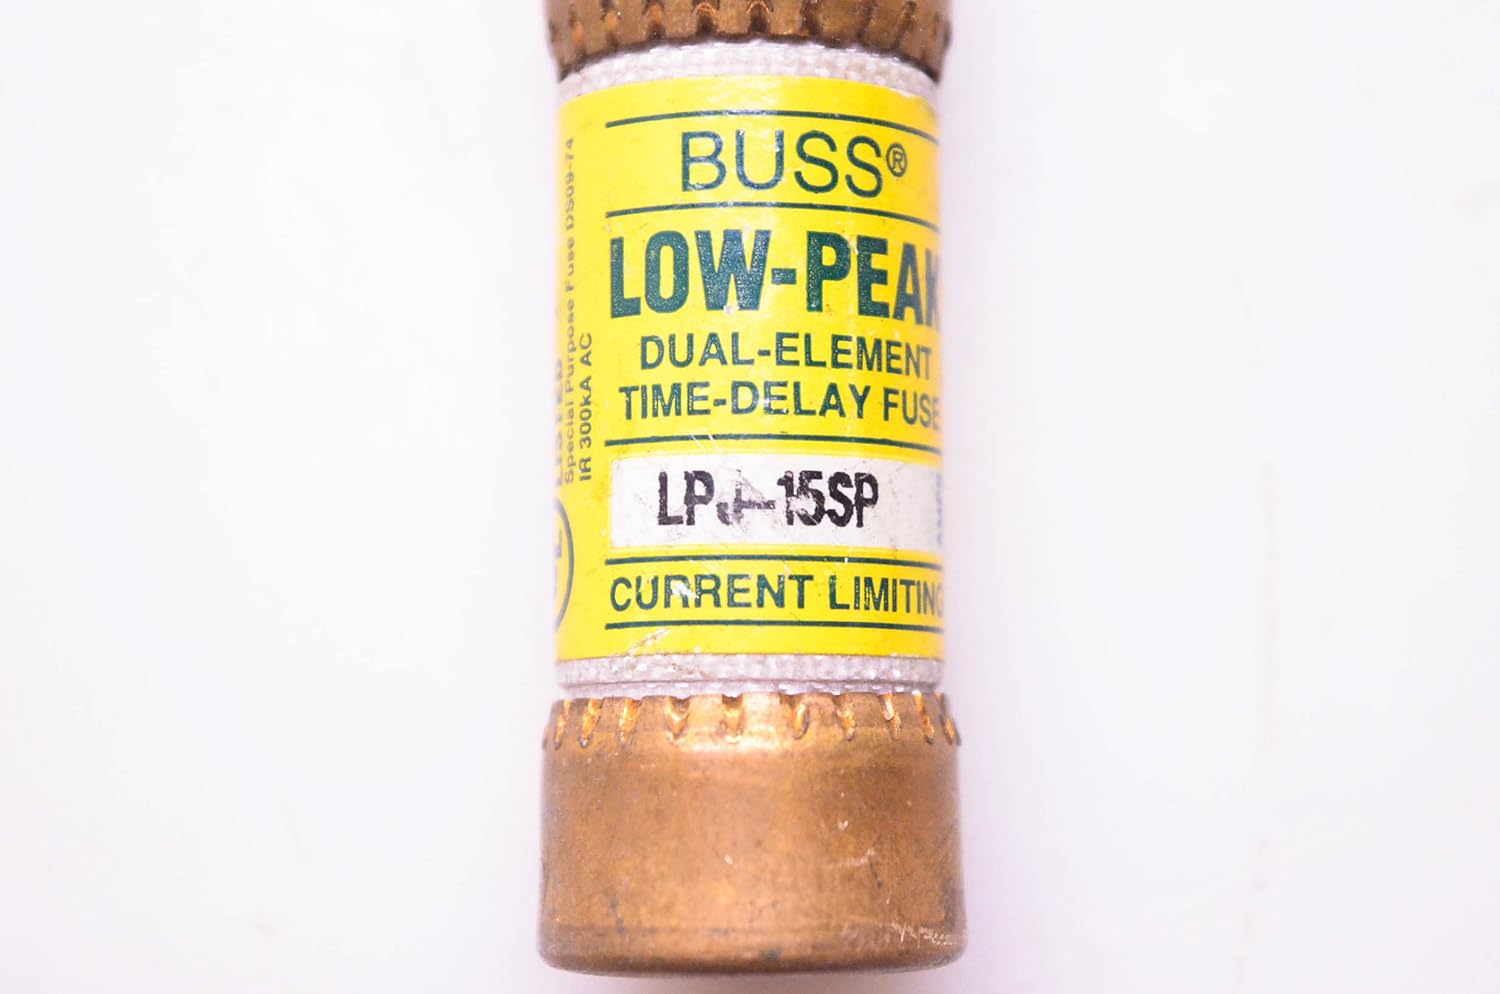 BUSS®
LOW-PEAK
DUAL-ELEMENT
TIME-DELAY FUSE
LPJ-15SP
CURRENT LIMITING
Special Purpose Fuse DS09-74
IR 300kA AC